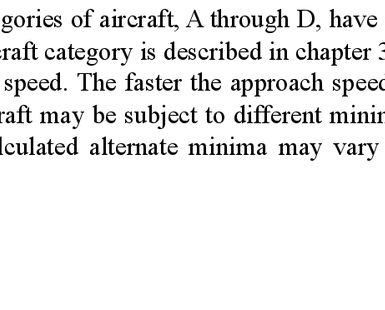 gories of aircraft, A through D, have
craft category is described in chapter 3
speed. The faster the approach speed
raft may be subject to different minim
lculated alternate minima may vary